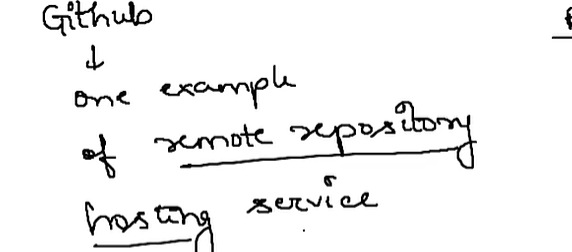 Github
↓
one example
of remote repository
hosting service